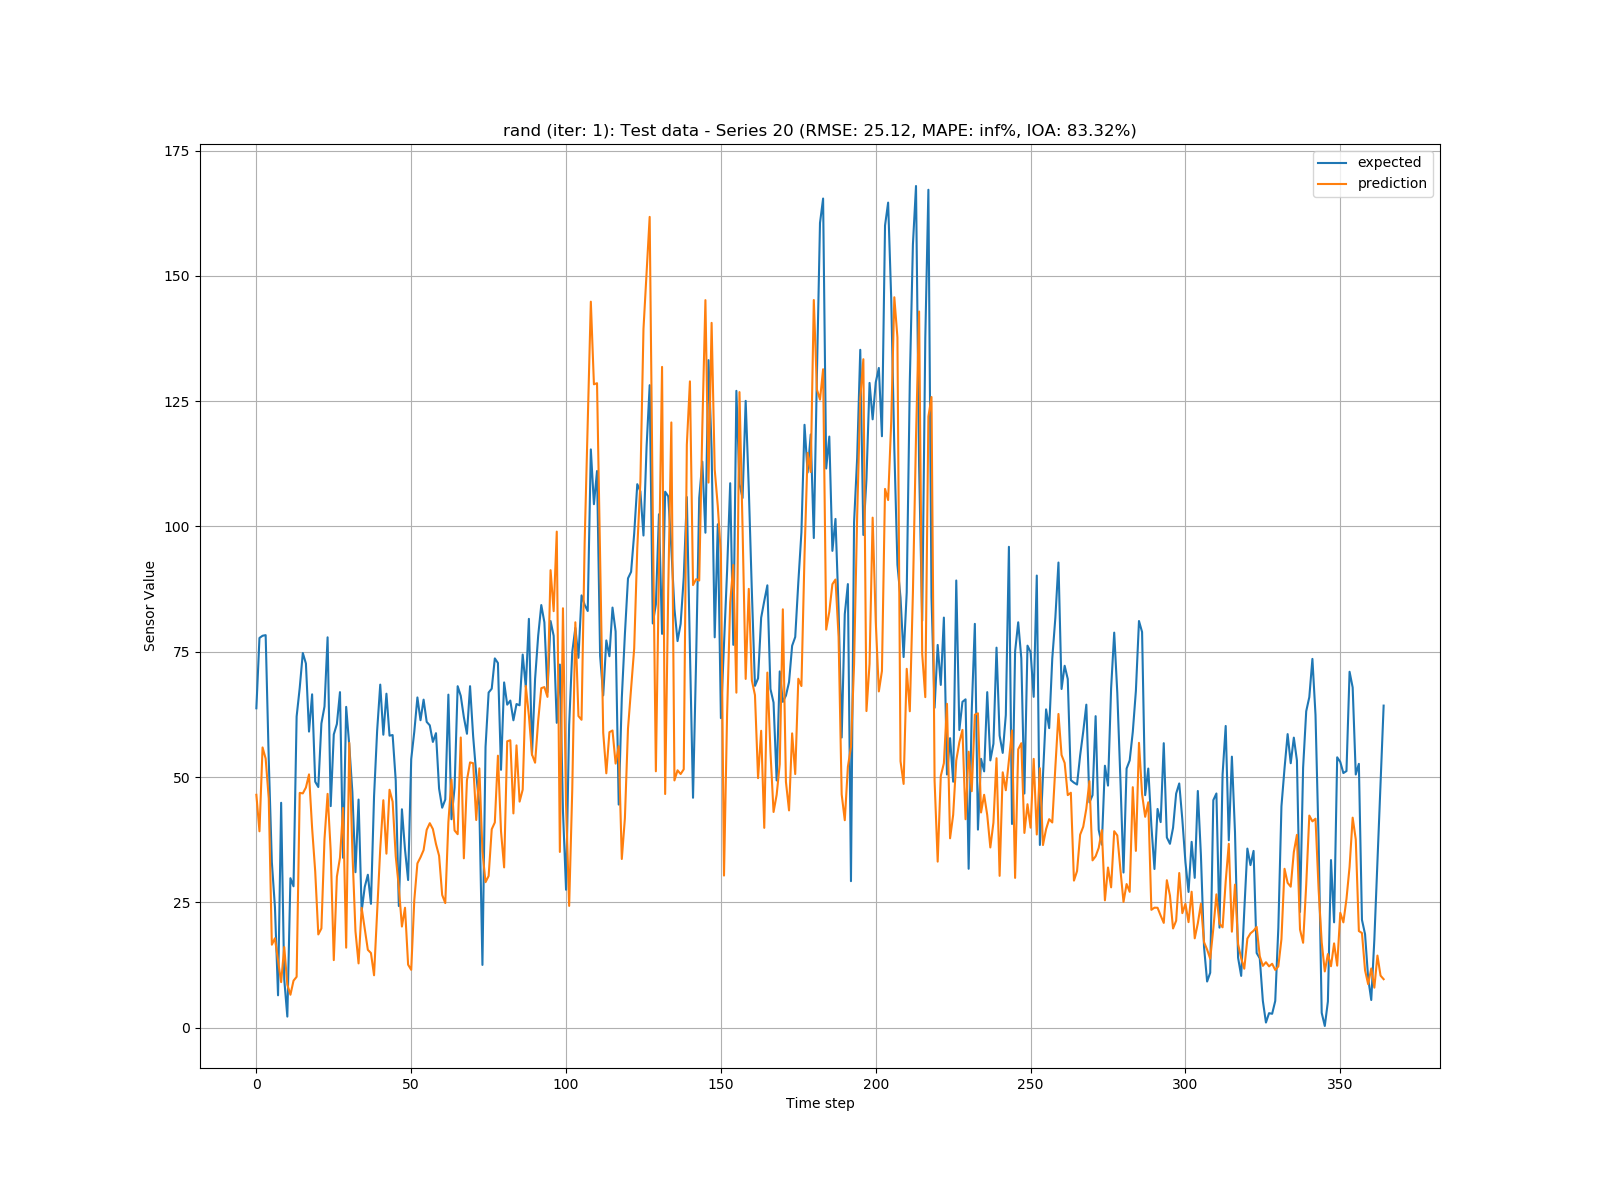 rand (iter: 1): Test data - Series 20 (RMSE: 25.12, MAPE: inf%, IOA: 83.32%)
expected
prediction
175
150
125
100
75
50
25
0
Sensor Value
0 50 100 150 200 250 300 350
Time step